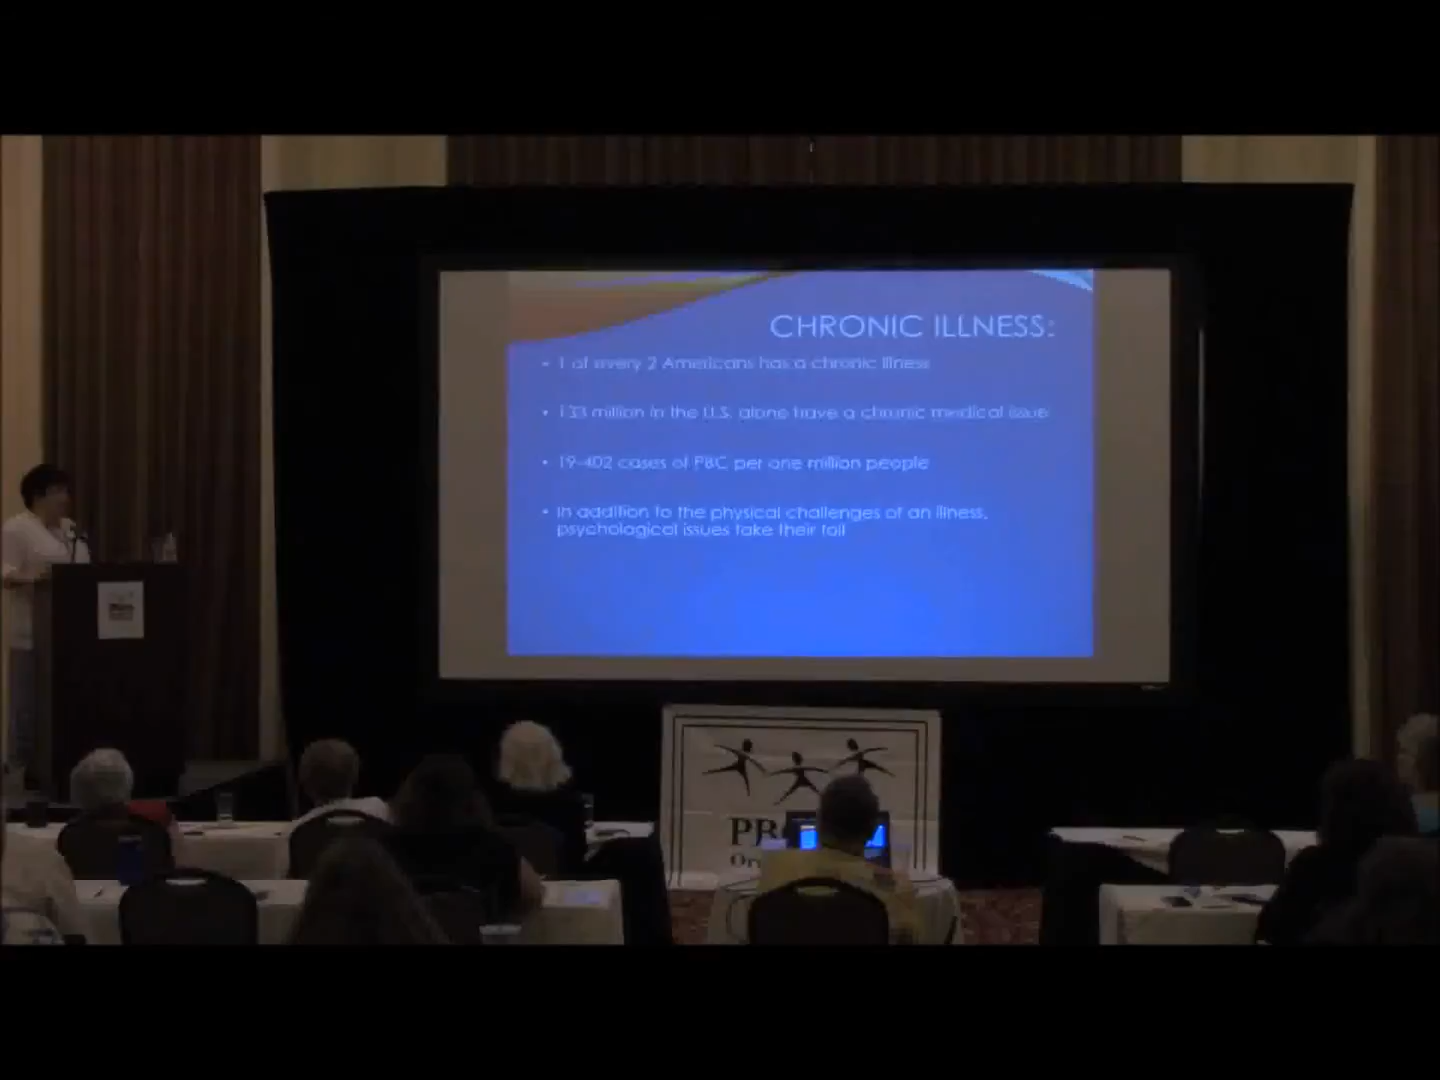 CHRONIC ILLNESS:
• 1 of every 2 Americans has a chronic illness
• 133 million in the U.S. alone have a chronic medical issue
• 19-402 cases of PBC per one million people
• In addition to the physical challenges of an illness,
psychological issues take their toll
PB
Or